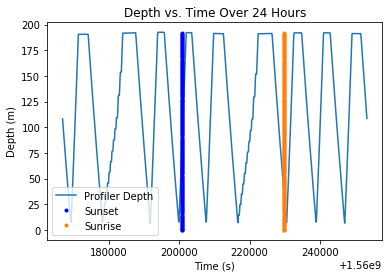 Depth vs. Time Over 24 Hours
Depth (m)
200
175
150
125
100
75
50
25
0
Profiler Depth
Sunset
Sunrise
180000 200000 220000 240000
Time (s)
+1.56e9